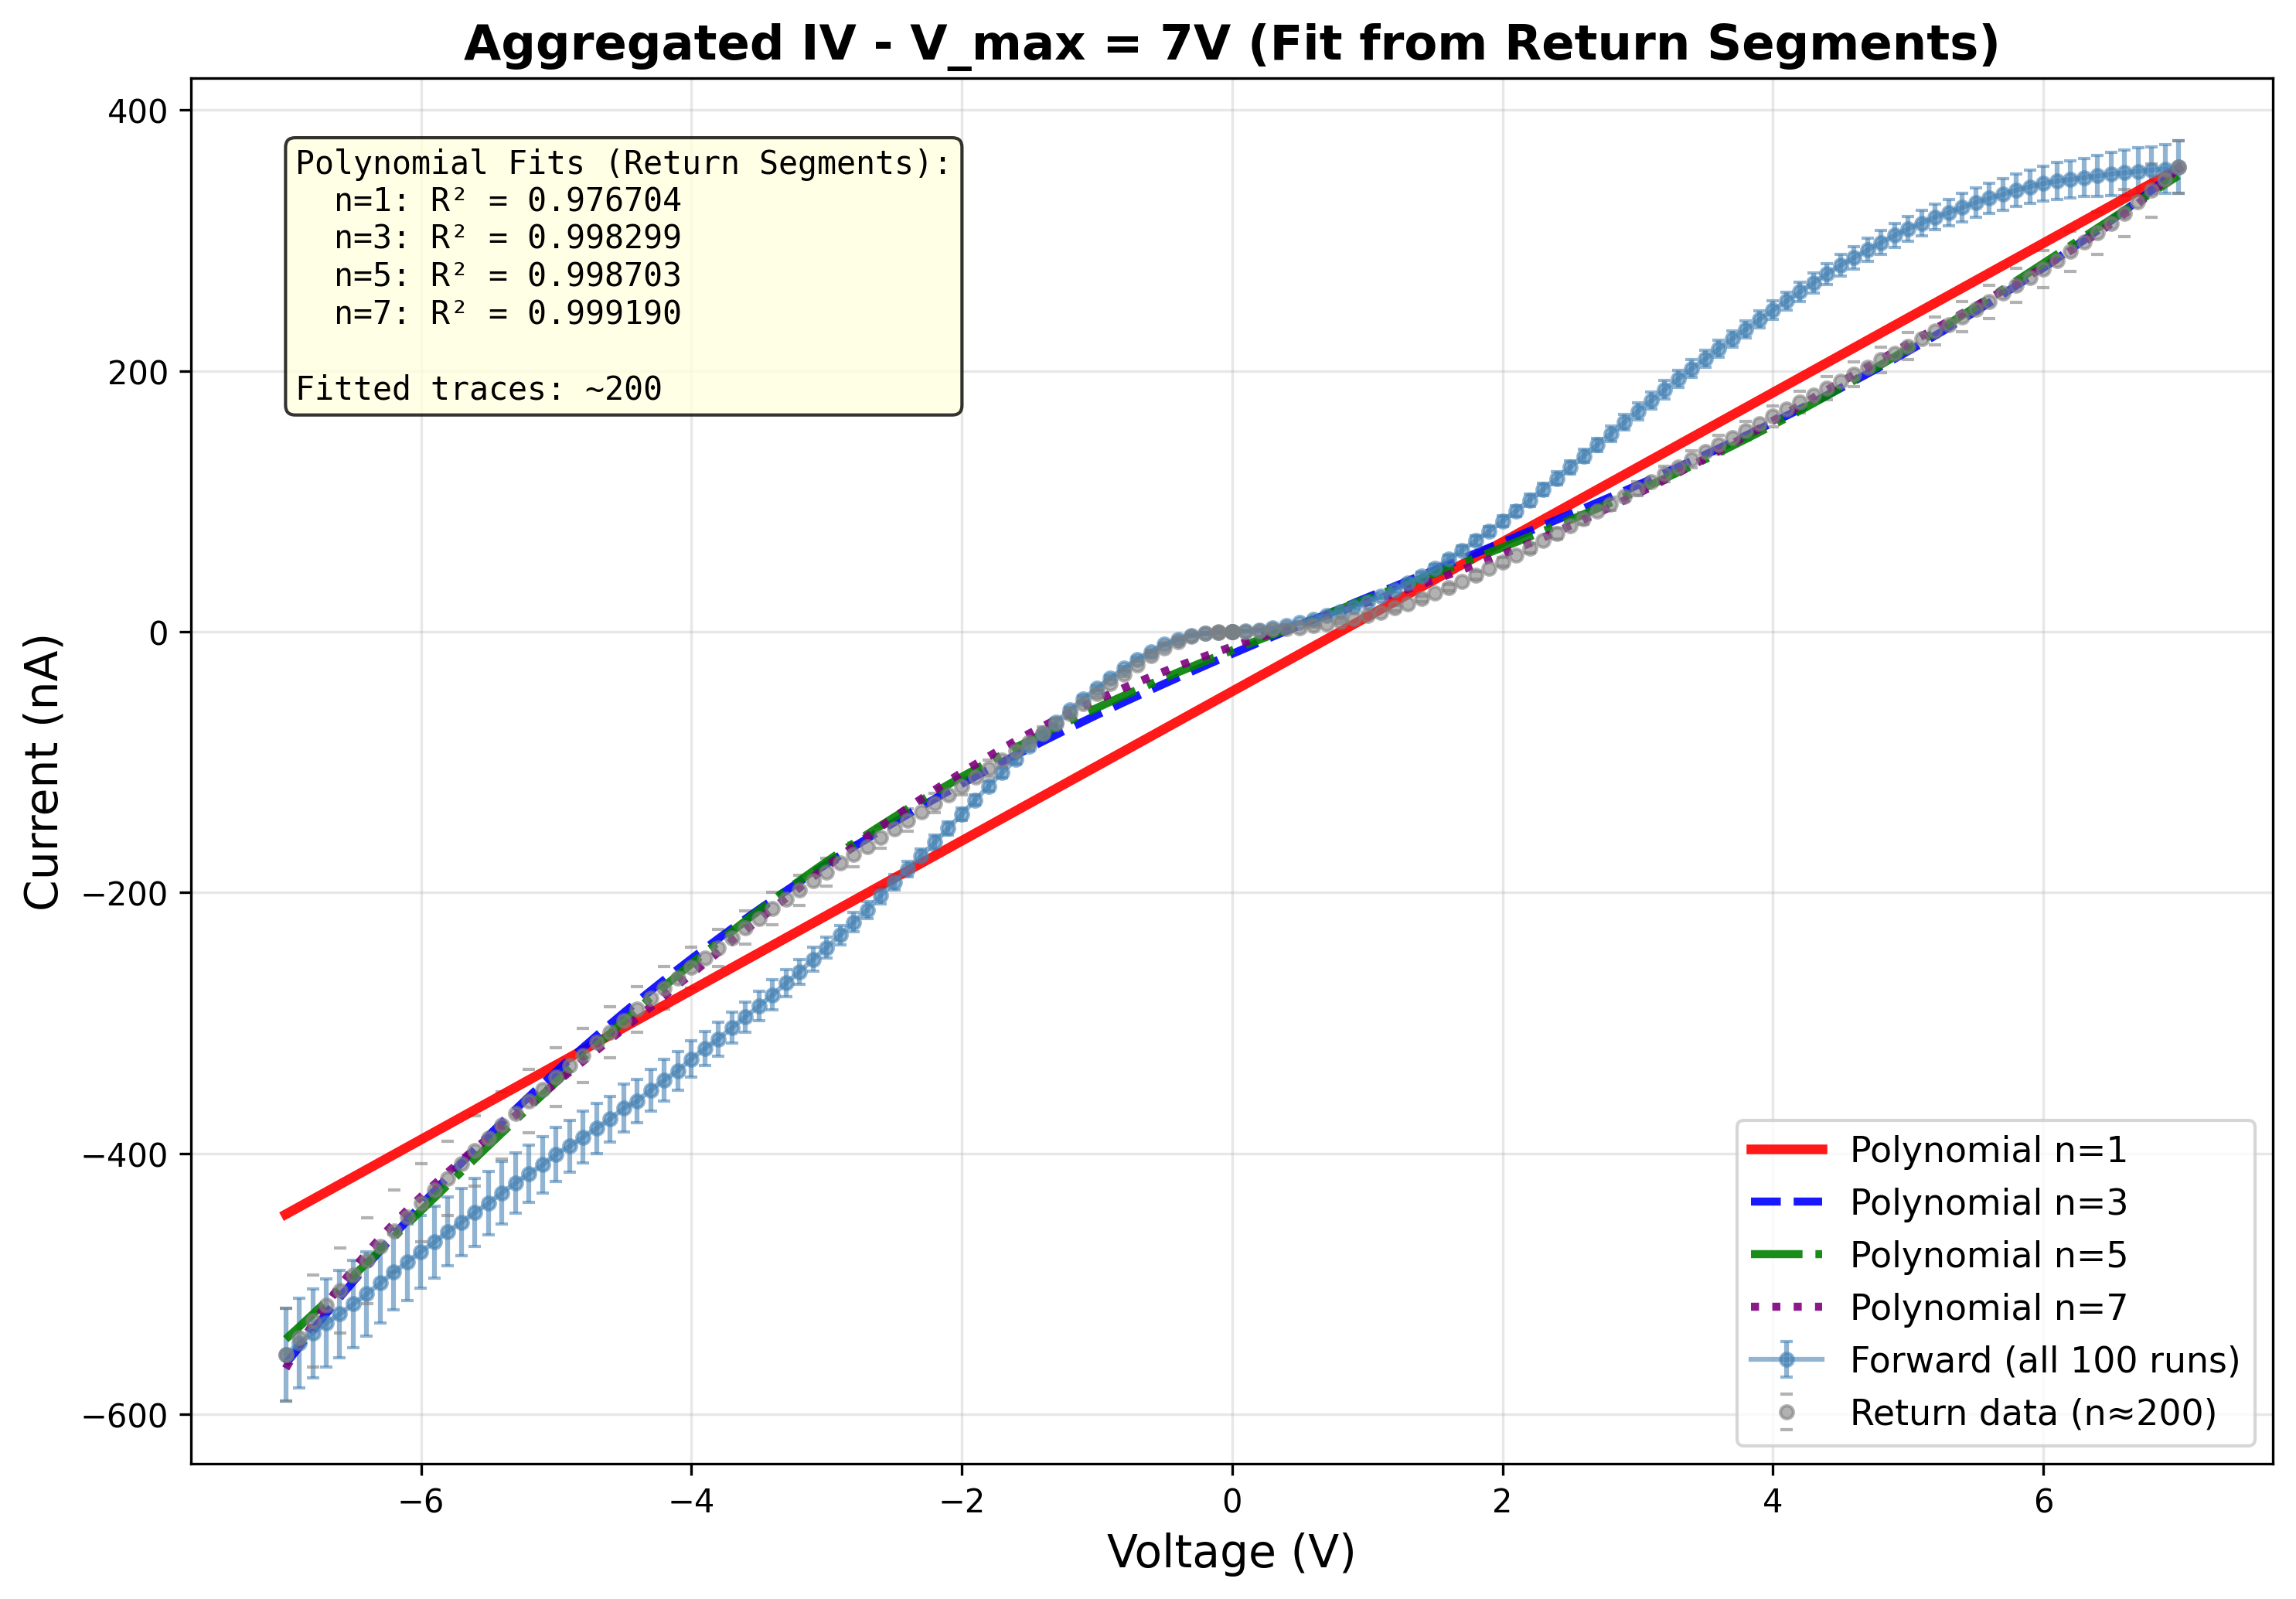 Aggregated IV - V_max = 7V (Fit from Return Segments)
400
200
0
−200
−400
−600
Current (nA)
Polynomial Fits (Return Segments):
n=1: R² = 0.976704
n=3: R² = 0.998299
n=5: R² = 0.998703
n=7: R² = 0.999190
Fitted traces: ~200
Polynomial n=1
Polynomial n=3
Polynomial n=5
Polynomial n=7
Forward (all 100 runs)
Return data (n≈200)
−6 −4 −2 0 2 4 6
Voltage (V)